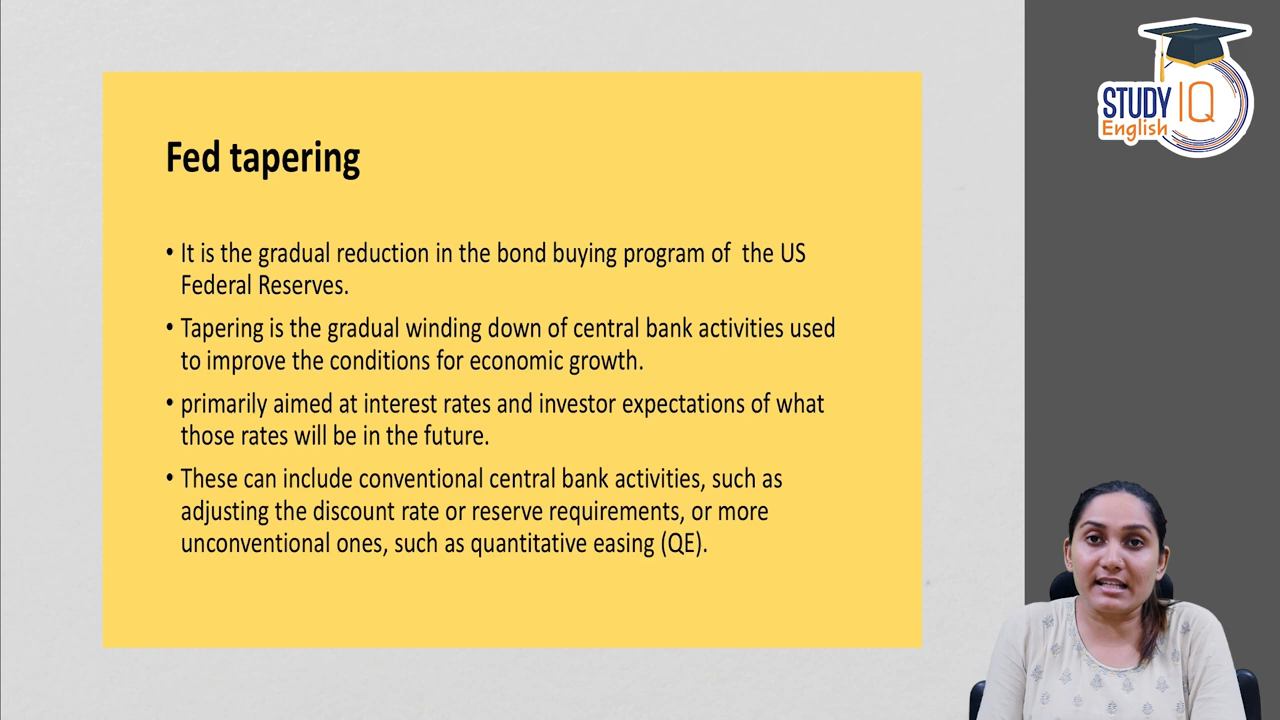 STUDY IQ
English
Fed tapering
• It is the gradual reduction in the bond buying program of  the US
Federal Reserves.
• Tapering is the gradual winding down of central bank activities used
to improve the conditions for economic growth.
• primarily aimed at interest rates and investor expectations of what
those rates will be in the future.
• These can include conventional central bank activities, such as
adjusting the discount rate or reserve requirements, or more
unconventional ones, such as quantitative easing (QE).